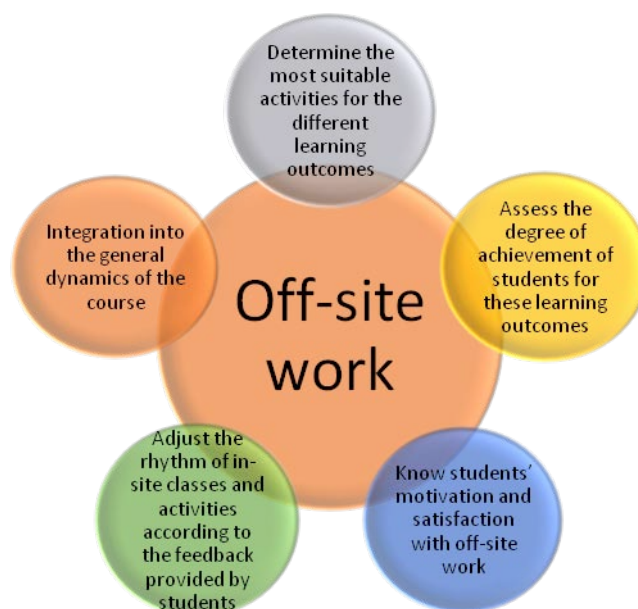 Determine the
most suitable
activities for the
different
learning
outcomes
Integration into
the general
dynamics of the
course
Assess the
degree of
achievement of
students for
these learning
outcomes
Off-site
work
Adjust the
rhythm of in-
site classes and
activities
according to
the feedback
provided by
students
Know students’
motivation and
satisfaction
with off-site
work